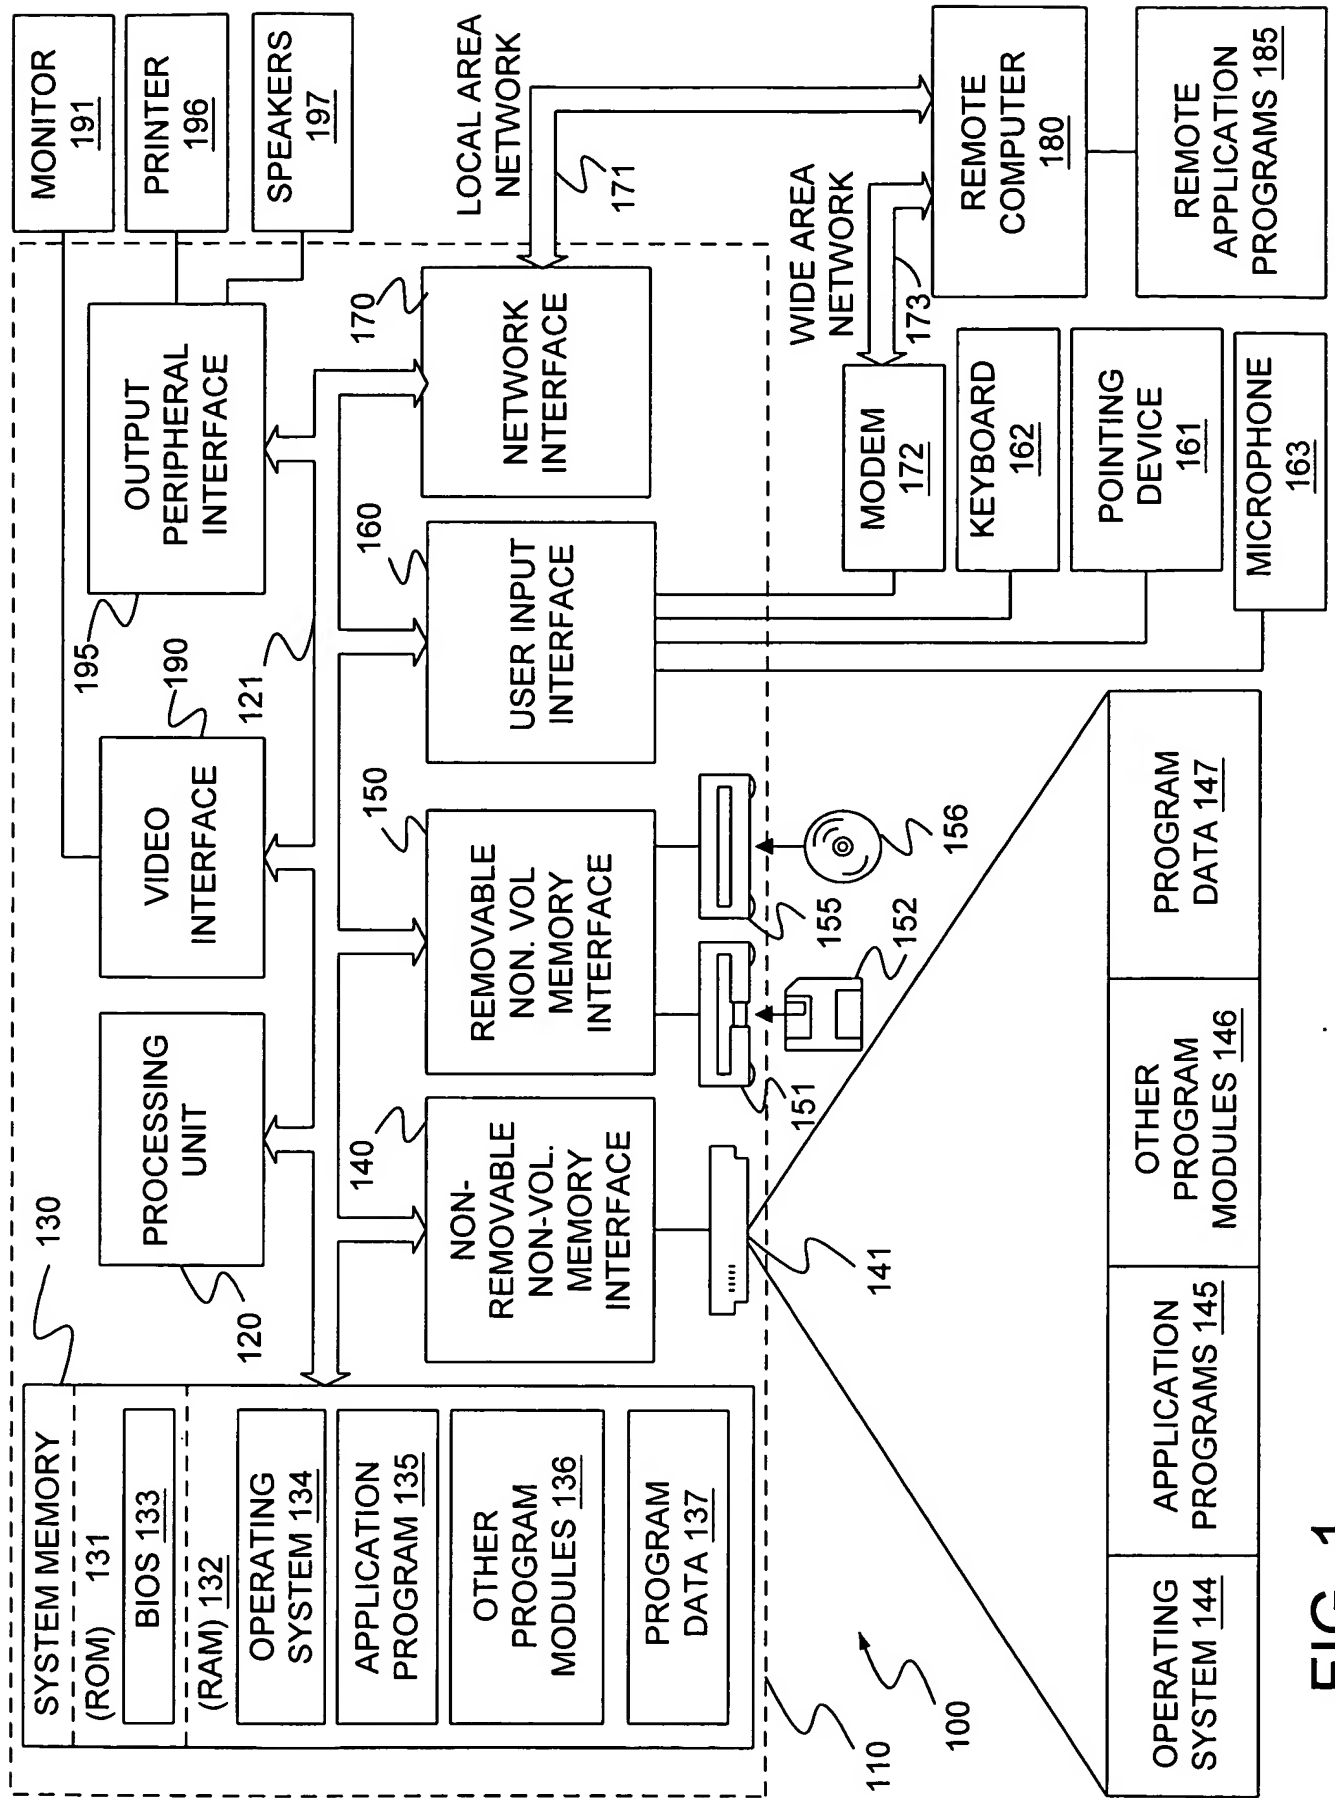 SYSTEM MEMORY
(ROM) 131
BIOS 133
(RAM) 132
OPERATING
SYSTEM 134
APPLICATION
PROGRAM 135
OTHER
PROGRAM
MODULES 136
PROGRAM
DATA 137
130
120
PROCESSING
UNIT
VIDEO
INTERFACE
190
121
195
OUTPUT
PERIPHERAL
INTERFACE
MONITOR
191
PRINTER
196
SPEAKERS
197
140
NON-
REMOVABLE
NON-VOL.
MEMORY
INTERFACE
150
REMOVABLE
NON. VOL
MEMORY
INTERFACE
160
USER INPUT
INTERFACE
170
NETWORK
INTERFACE
LOCAL AREA
NETWORK
171
141
151
152
155
156
WIDE AREA
NETWORK
173
MODEM
172
KEYBOARD
162
POINTING
DEVICE
161
MICROPHONE
163
REMOTE
COMPUTER
180
REMOTE
APPLICATION
PROGRAMS 185
110
100
OPERATING
SYSTEM 144
APPLICATION
PROGRAMS 145
OTHER
PROGRAM
MODULES 146
PROGRAM
DATA 147
FIG. 1